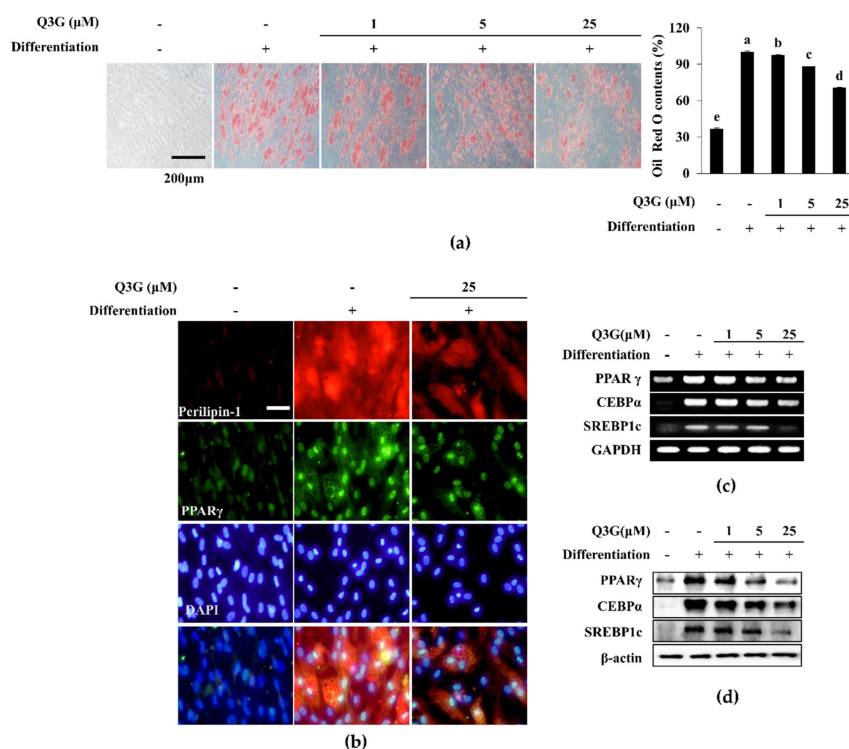 Q3G (μM) - - 1 5 25
Differentiation - + + + +
200μm
Oil Red O contents (%)
120
90
60
30
0
e a b c d
Q3G (μM) - - 1 5 25
Differentiation - + + + +
(a)
Q3G (μM) - - 25
Differentiation - + +
Perilipin-1
PPARγ
DAPI
(b)
Q3G(μM) - - 1 5 25
Differentiation - + + + +
PPAR γ
CEBPα
SREBP1c
GAPDH
(c)
Q3G(μM) - - 1 5 25
Differentiation - + + + +
PPARγ
CEBPα
SREBP1c
β-actin
(d)